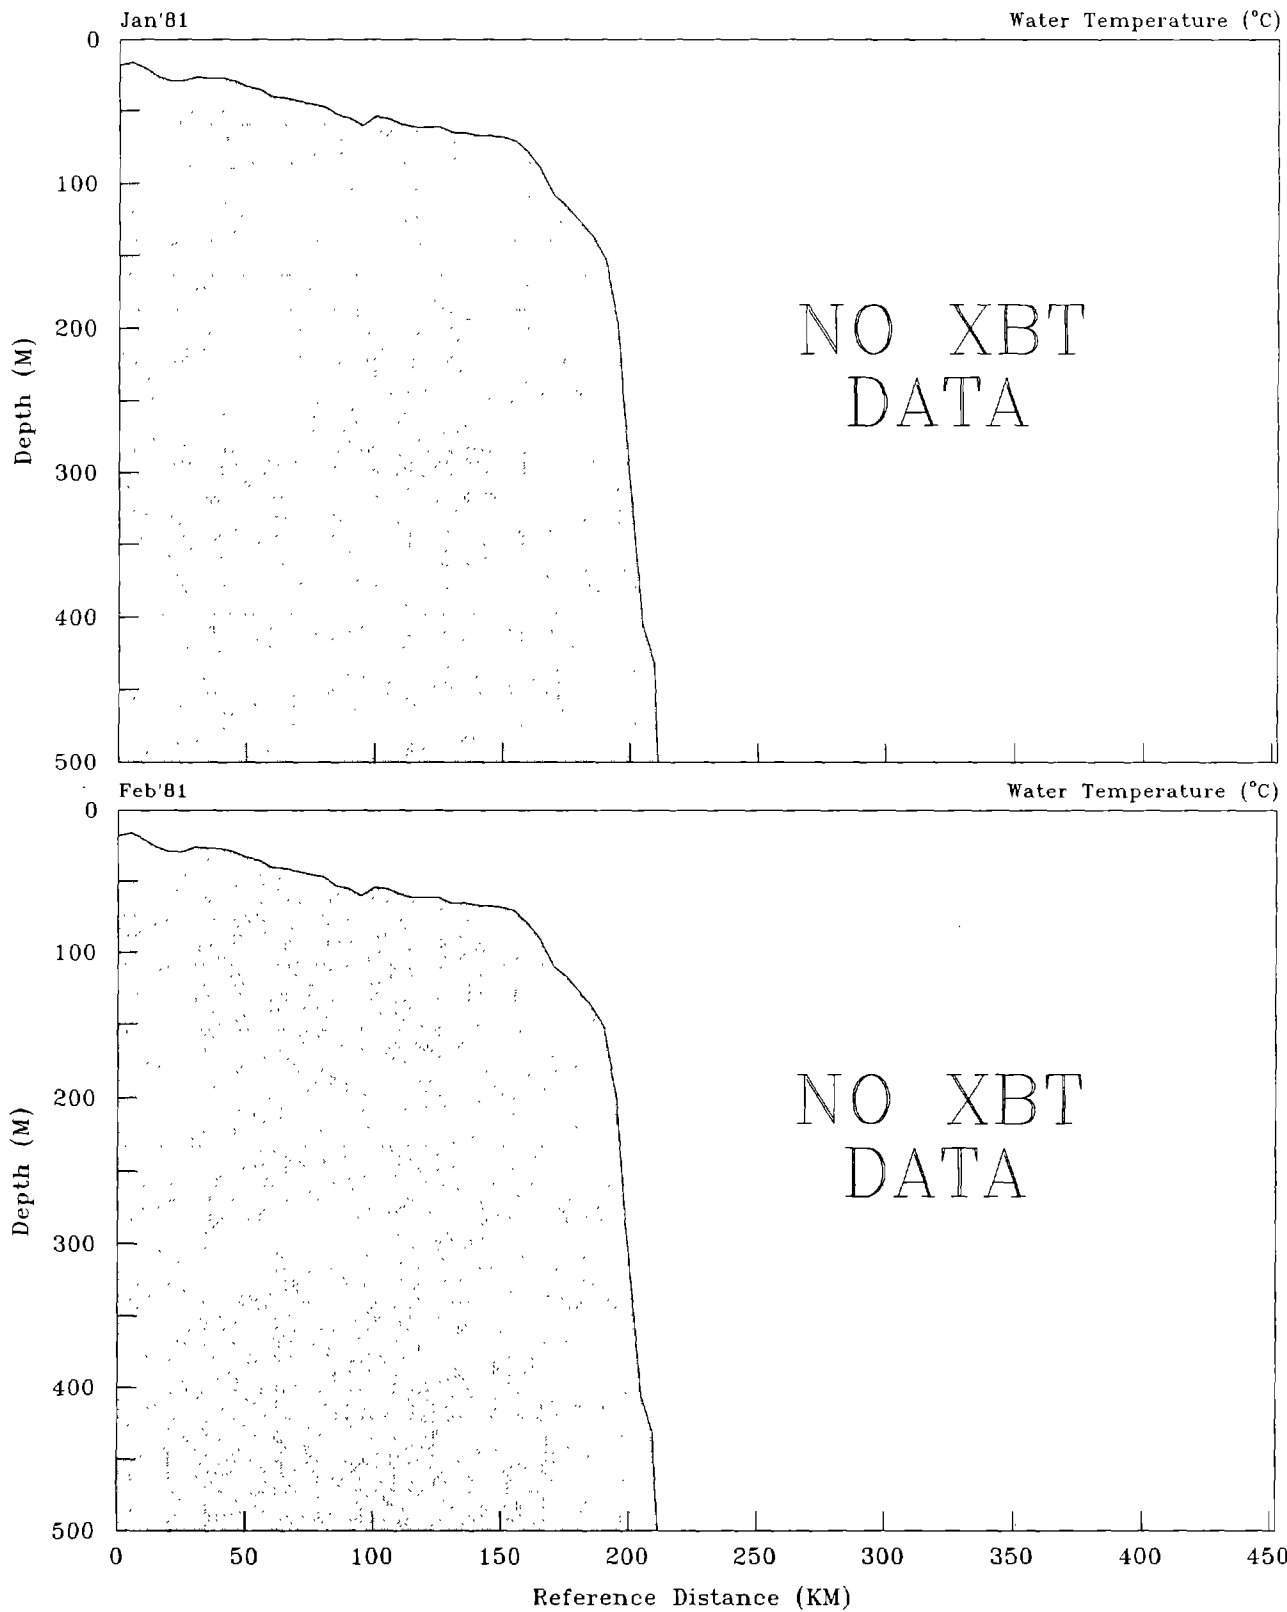 Jan'81 Water Temperature (°C)
0
100
200
300
400
500
Depth (M)
NO XBT
DATA
Feb'81 Water Temperature (°C)
0
100
200
300
400
500
Depth (M)
NO XBT
DATA
0 50 100 150 200 250 300 350 400 450
Reference Distance (KM)